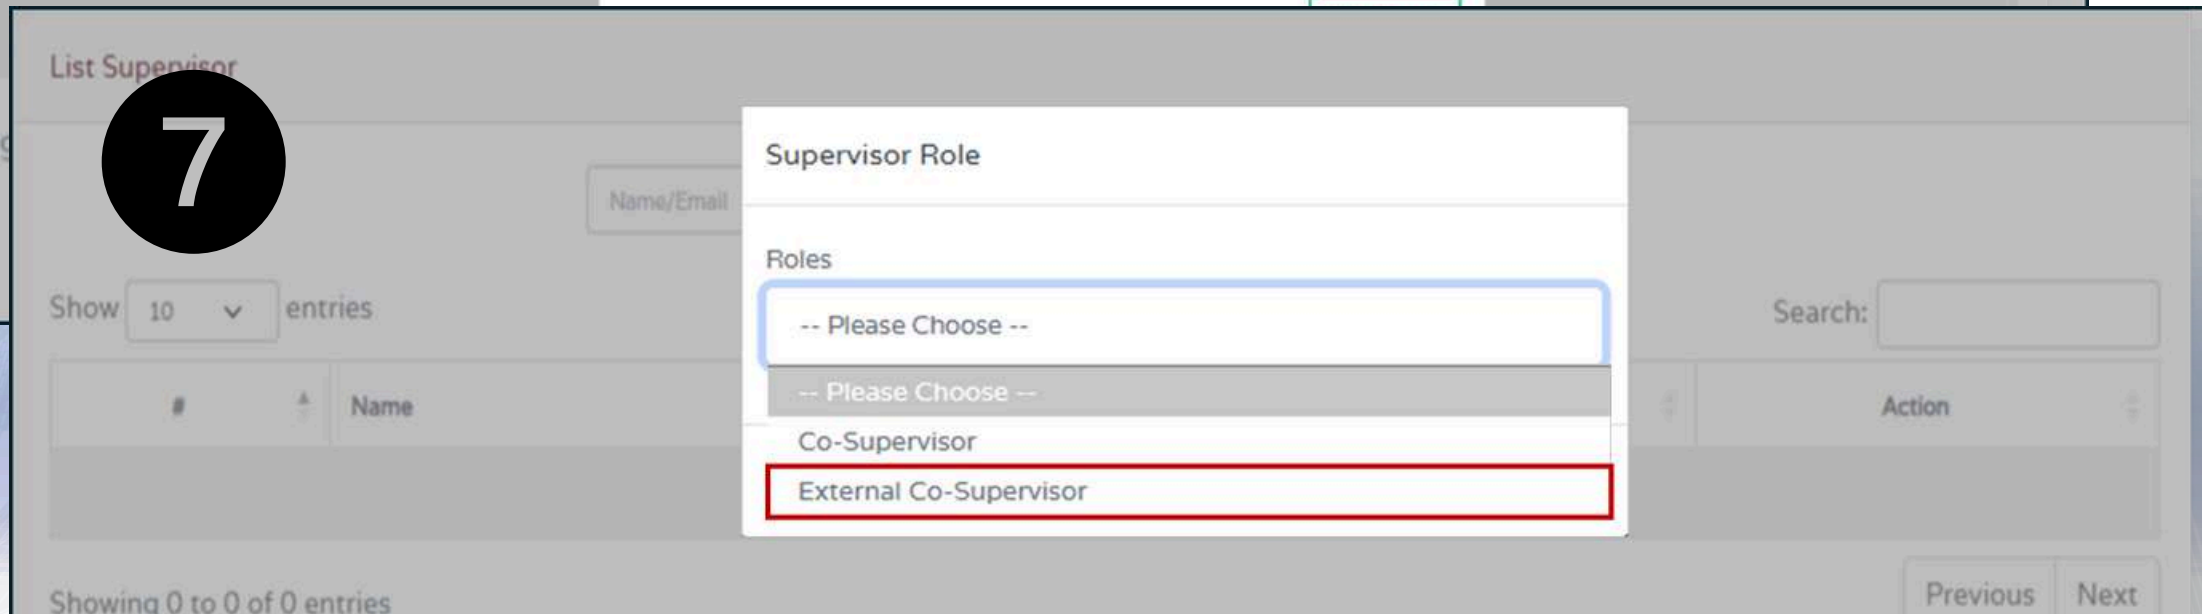 List Supervisor
7
Supervisor Role
Name/Email
Roles
Show 10 entries
-- Please Choose --
Search:
-- Please Choose --
# Name Action
Co-Supervisor
External Co-Supervisor
Showing 0 to 0 of 0 entries
Previous Next